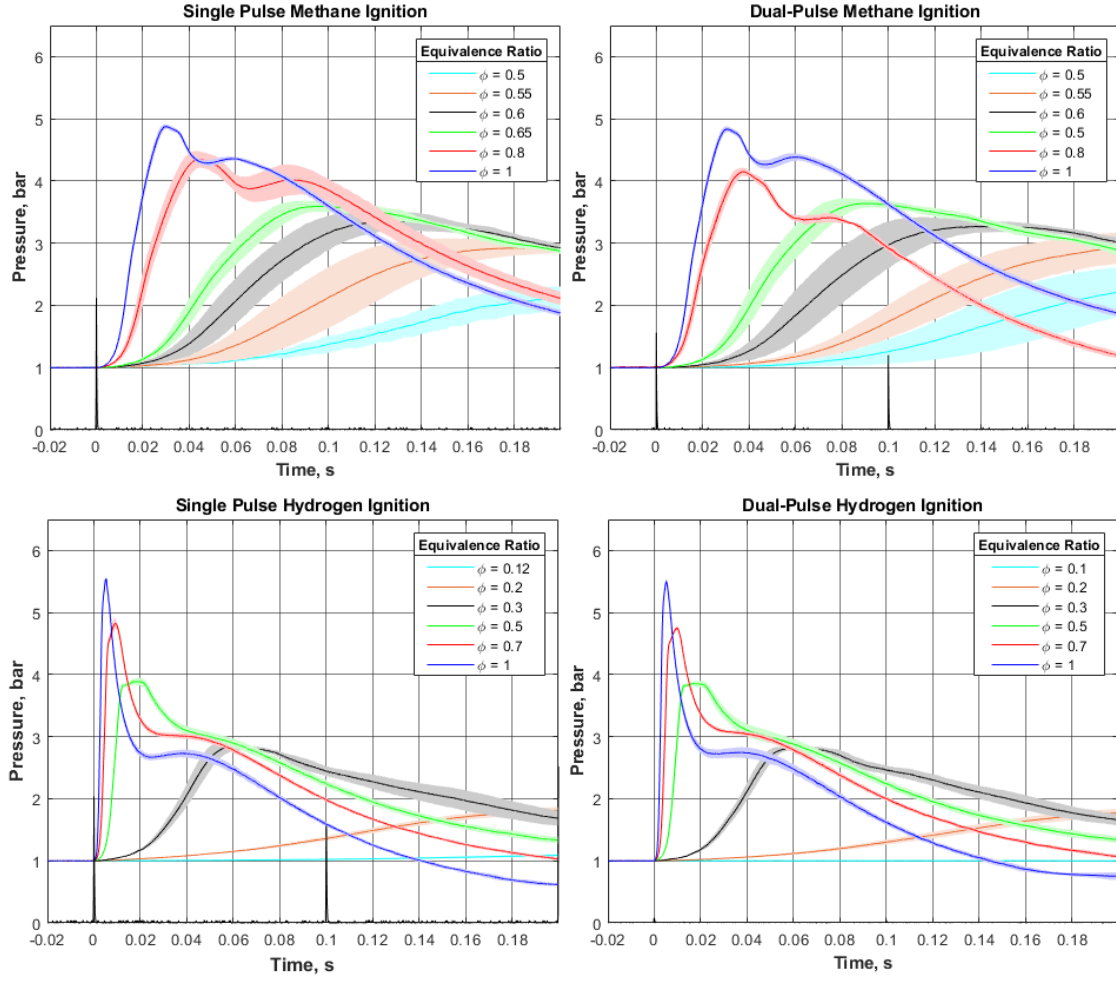 Single Pulse Methane Ignition
Pressure, bar
6
5
4
3
2
1
0
Equivalence Ratio
ϕ = 0.5
ϕ = 0.55
ϕ = 0.6
ϕ = 0.65
ϕ = 0.8
ϕ = 1
-0.02 0 0.02 0.04 0.06 0.08 0.1 0.12 0.14 0.16 0.18
Time, s
Dual-Pulse Methane Ignition
Pressure, bar
6
5
4
3
2
1
0
Equivalence Ratio
ϕ = 0.5
ϕ = 0.55
ϕ = 0.6
ϕ = 0.5
ϕ = 0.8
ϕ = 1
-0.02 0 0.02 0.04 0.06 0.08 0.1 0.12 0.14 0.16 0.18
Time, s
Single Pulse Hydrogen Ignition
Pressure, bar
6
5
4
3
2
1
0
Equivalence Ratio
ϕ = 0.12
ϕ = 0.2
ϕ = 0.3
ϕ = 0.5
ϕ = 0.7
ϕ = 1
-0.02 0 0.02 0.04 0.06 0.08 0.1 0.12 0.14 0.16 0.18
Time, s
Dual-Pulse Hydrogen Ignition
Pressure, bar
6
5
4
3
2
1
0
Equivalence Ratio
ϕ = 0.1
ϕ = 0.2
ϕ = 0.3
ϕ = 0.5
ϕ = 0.7
ϕ = 1
-0.02 0 0.02 0.04 0.06 0.08 0.1 0.12 0.14 0.16 0.18
Time, s